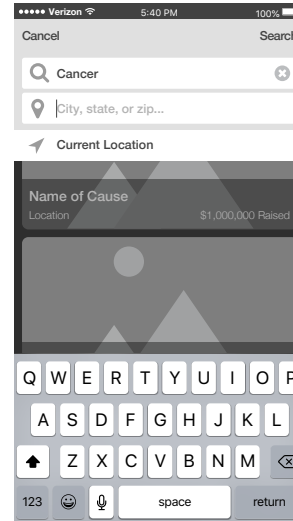 ●●●●● Verizon 5:40 PM 100%
Cancel Search
Cancer
City, state, or zip...
Current Location
Name of Cause
Location $1,000,000 Raised
Q W E R T Y U I O P
A S D F G H J K L
Z X C V B N M
123 space return